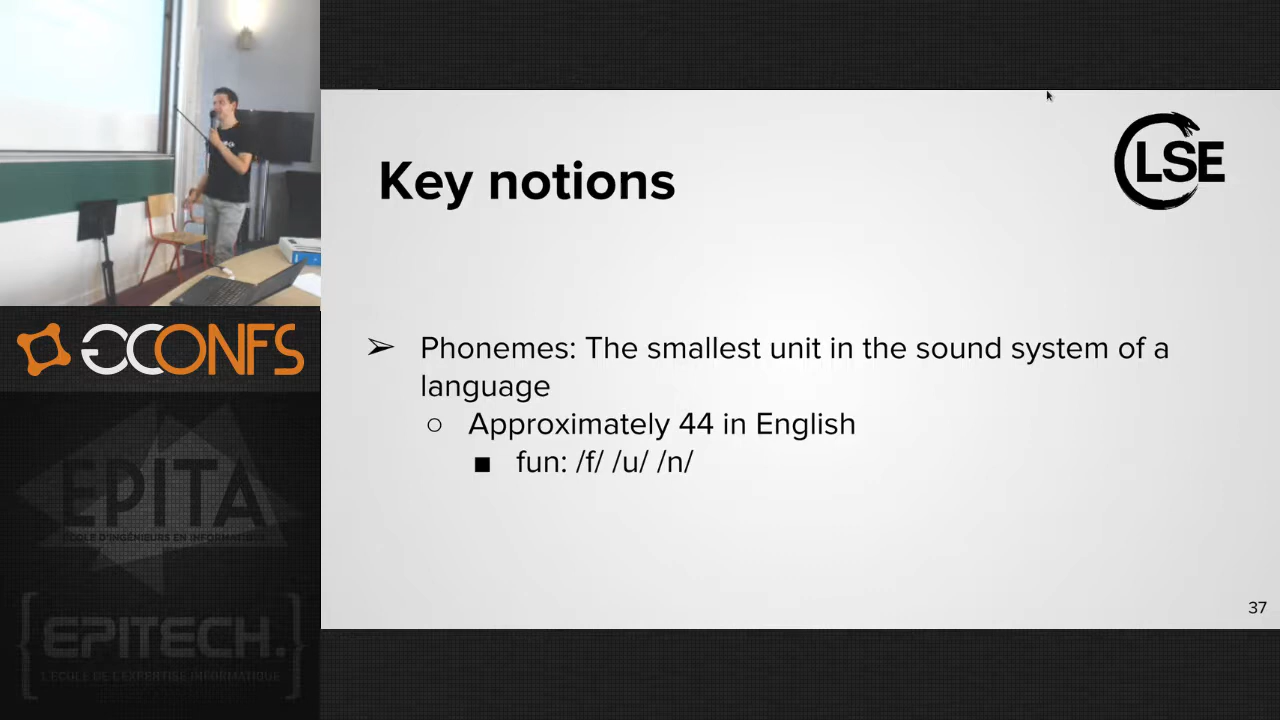 LSE
Key notions
➢ Phonemes: The smallest unit in the sound system of a
language
○ Approximately 44 in English
■ fun: /f/ /u/ /n/
37
GCONFS
EPITA
ÉCOLE D'INGÉNIEURS EN INFORMATIQUE
{EPITECH.}
L'ÉCOLE DE L'EXPERTISE INFORMATIQUE